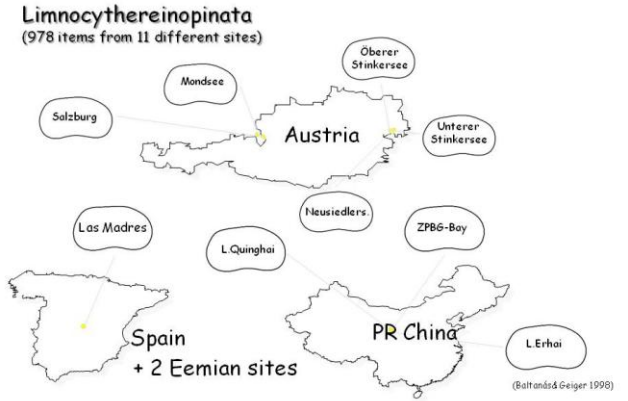 Limnocythereinopinata
(978 items from 11 different sites)
Öberer
Stinkersee
Mondsee
Salzburg
Austria
Unterer
Stinkersee
Neusiedlers.
Las Madres
L.Quinghai
ZPBG-Bay
Spain
+ 2 Eemian sites
PR China
L.Erhai
(Baltanás& Geiger 1998)